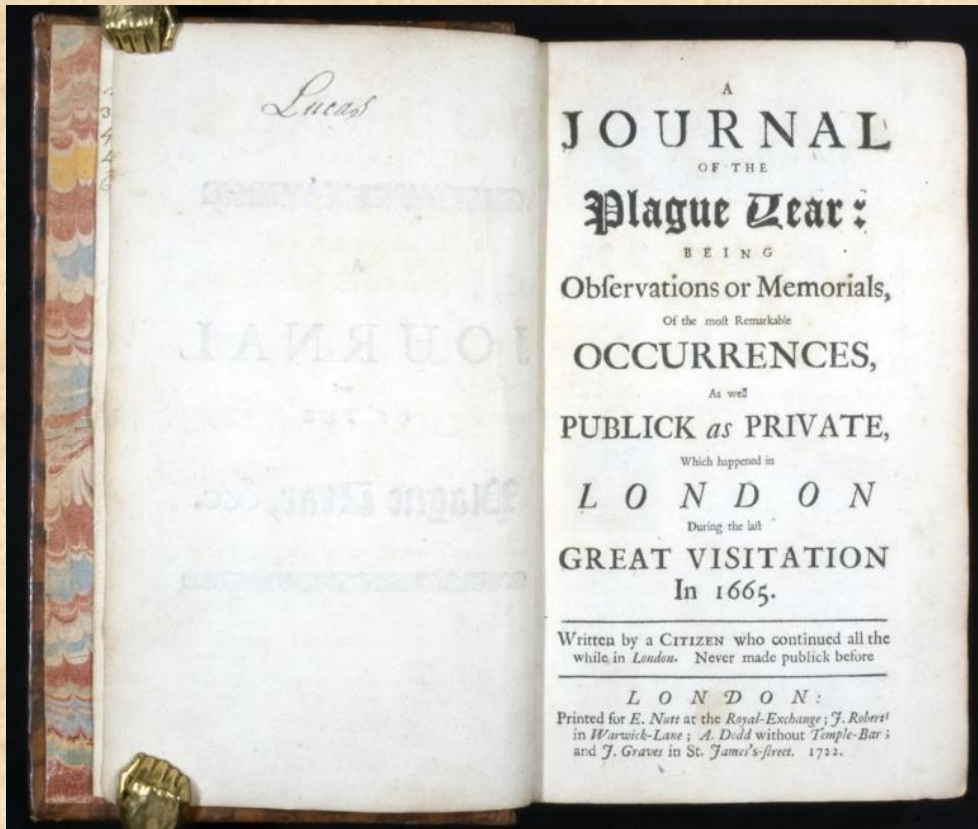 Lucas
A
JOURNAL
OF THE
Plague Year:
BEING
Obſervations or Memorials,
Of the moſt Remarkable
OCCURRENCES,
As well
PUBLICK as PRIVATE,
Which happened in
LONDON
During the laſt
GREAT VISITATION
In 1665.
Written by a CITIZEN who continued all the
while in London. Never made publick before
LONDON:
Printed for E. Nutt at the Royal-Exchange; J. Roberts
in Warwick-Lane; A. Dodd without Temple-Bar;
and J. Graves in St. James's-ſtreet. 1722.